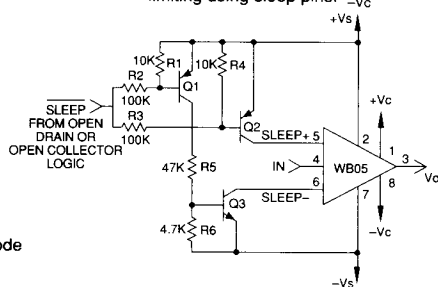 limiting using sleep pins.
–Vc
+Vs
10K R1
10K R4
R2
100K
Q1
SLEEP
FROM OPEN
DRAIN OR
OPEN COLLECTOR
LOGIC
R3
100K
Q2
SLEEP+ 5
2
+Vc
1
3
IN
4
WB05
47K R5
6
SLEEP–
8
7
Q3
–Vc
4.7K R6
–Vs
ode